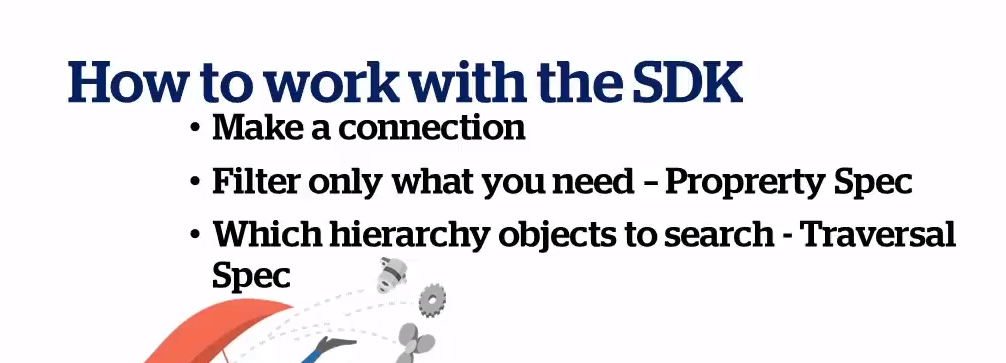 How to work with the SDK
• Make a connection
• Filter only what you need – Proprerty Spec
• Which hierarchy objects to search - Traversal
Spec